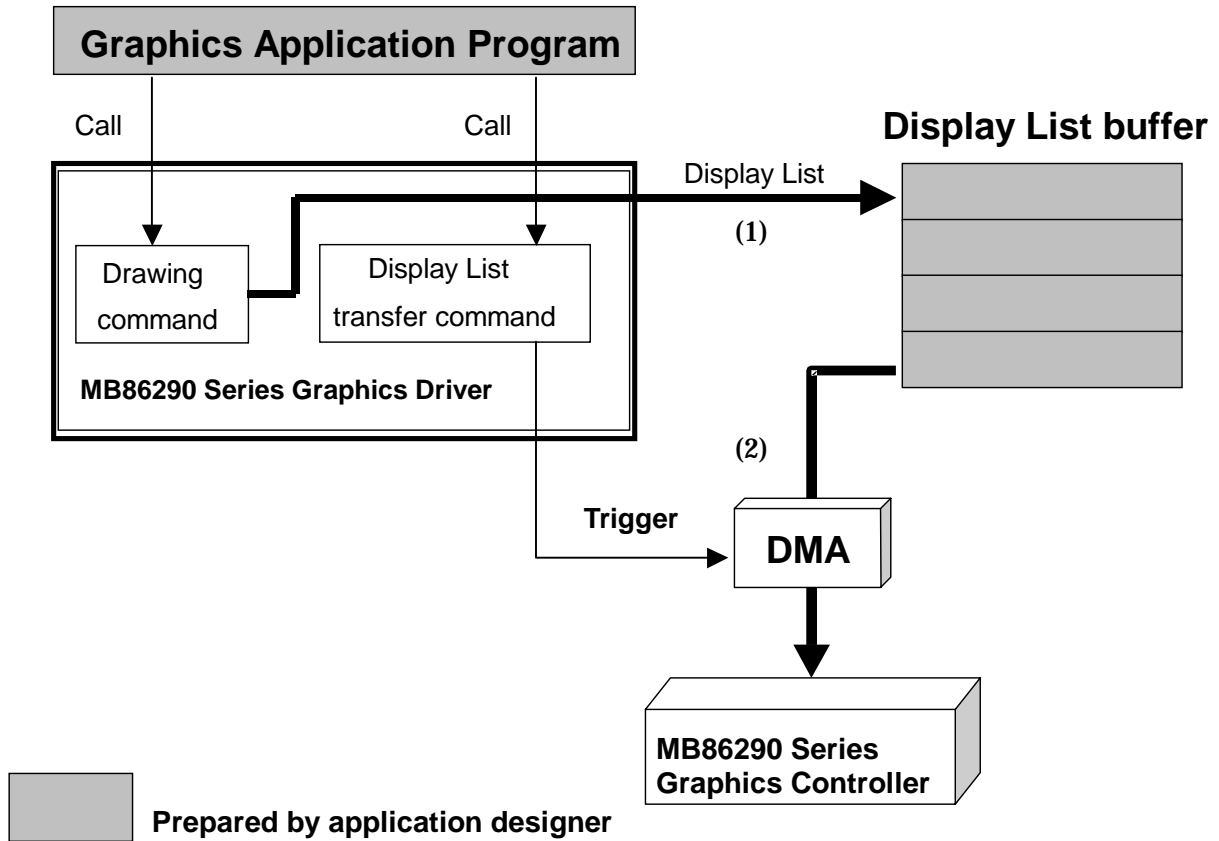 Graphics Application Program
Call
Call
Display List buffer
Display List
(1)
Drawing
command
Display List
transfer command
MB86290 Series Graphics Driver
(2)
Trigger
DMA
MB86290 Series
Graphics Controller
Prepared by application designer